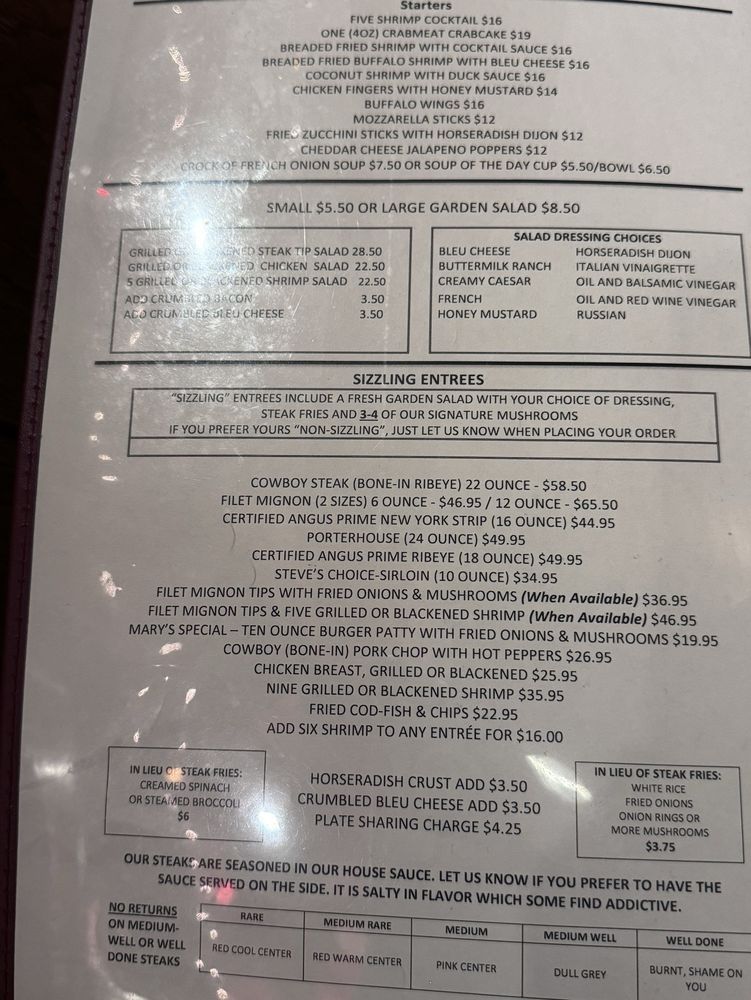 Starters
FIVE SHRIMP COCKTAIL $16
ONE (4OZ) CRABMEAT CRABCAKE $19
BREADED FRIED SHRIMP WITH COCKTAIL SAUCE $16
BREADED FRIED BUFFALO SHRIMP WITH BLEU CHEESE $16
COCONUT SHRIMP WITH DUCK SAUCE $16
CHICKEN FINGERS WITH HONEY MUSTARD $14
BUFFALO WINGS $16
MOZZARELLA STICKS $12
FRIED ZUCCHINI STICKS WITH HORSERADISH DIJON $12
CHEDDAR CHEESE JALAPENO POPPERS $12
CROCK OF FRENCH ONION SOUP $7.50 OR SOUP OF THE DAY CUP $5.50/BOWL $6.50
SMALL $5.50 OR LARGE GARDEN SALAD $8.50
GRILLED STEAK TIP SALAD 28.50
GRILLED OR CHICKEN SALAD 22.50
5 GRILLED OR BLACKENED SHRIMP SALAD 22.50
ADD CRUMBLED BACON 3.50
ADD CRUMBLED BLEU CHEESE 3.50
SALAD DRESSING CHOICES
BLEU CHEESE HORSERADISH DIJON
BUTTERMILK RANCH ITALIAN VINAIGRETTE
CREAMY CAESAR OIL AND BALSAMIC VINEGAR
FRENCH OIL AND RED WINE VINEGAR
HONEY MUSTARD RUSSIAN
SIZZLING ENTREES
"SIZZLING" ENTREES INCLUDE A FRESH GARDEN SALAD WITH YOUR CHOICE OF DRESSING,
STEAK FRIES AND 3-4 OF OUR SIGNATURE MUSHROOMS
IF YOU PREFER YOURS "NON-SIZZLING", JUST LET US KNOW WHEN PLACING YOUR ORDER
COWBOY STEAK (BONE-IN RIBEYE) 22 OUNCE - $58.50
FILET MIGNON (2 SIZES) 6 OUNCE - $46.95 / 12 OUNCE - $65.50
CERTIFIED ANGUS PRIME NEW YORK STRIP (16 OUNCE) $44.95
PORTERHOUSE (24 OUNCE) $49.95
CERTIFIED ANGUS PRIME RIBEYE (18 OUNCE) $49.95
STEVE'S CHOICE-SIRLOIN (10 OUNCE) $34.95
FILET MIGNON TIPS WITH FRIED ONIONS & MUSHROOMS (When Available) $36.95
FILET MIGNON TIPS & FIVE GRILLED OR BLACKENED SHRIMP (When Available) $46.95
MARY'S SPECIAL – TEN OUNCE BURGER PATTY WITH FRIED ONIONS & MUSHROOMS $19.95
COWBOY (BONE-IN) PORK CHOP WITH HOT PEPPERS $26.95
CHICKEN BREAST, GRILLED OR BLACKENED $25.95
NINE GRILLED OR BLACKENED SHRIMP $35.95
FRIED COD-FISH & CHIPS $22.95
ADD SIX SHRIMP TO ANY ENTRÉE FOR $16.00
IN LIEU OF STEAK FRIES:
CREAMED SPINACH
OR STEAMED BROCCOLI
$6
HORSERADISH CRUST ADD $3.50
CRUMBLED BLEU CHEESE ADD $3.50
PLATE SHARING CHARGE $4.25
IN LIEU OF STEAK FRIES:
WHITE RICE
FRIED ONIONS
ONION RINGS OR
MORE MUSHROOMS
$3.75
OUR STEAKS ARE SEASONED IN OUR HOUSE SAUCE. LET US KNOW IF YOU PREFER TO HAVE THE
SAUCE SERVED ON THE SIDE. IT IS SALTY IN FLAVOR WHICH SOME FIND ADDICTIVE.
NO RETURNS
ON MEDIUM-
WELL OR WELL
DONE STEAKS
RARE MEDIUM RARE MEDIUM MEDIUM WELL WELL DONE
RED COOL CENTER RED WARM CENTER PINK CENTER DULL GREY BURNT, SHAME ON
YOU